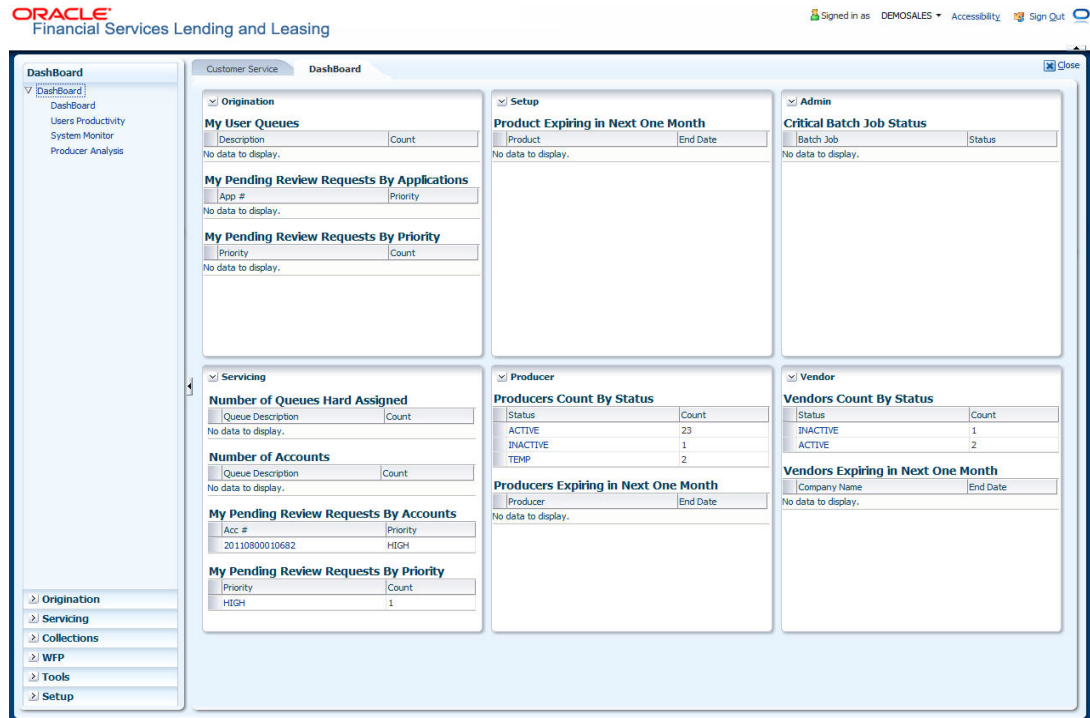 ORACLE
Financial Services Lending and Leasing
Signed in as DEMOSALES Accessibility Sign Out
DashBoard
DashBoard
DashBoard
Users Productivity
System Monitor
Producer Analysis
Origination
Servicing
Collections
WFP
Tools
Setup
Customer Service DashBoard Close
Origination
My User Queues
Description Count
No data to display.
My Pending Review Requests By Applications
App # Priority
No data to display.
My Pending Review Requests By Priority
Priority Count
No data to display.
Setup
Product Expiring in Next One Month
Product End Date
No data to display.
Admin
Critical Batch Job Status
Batch Job Status
No data to display.
Servicing
Number of Queues Hard Assigned
Queue Description Count
No data to display.
Number of Accounts
Queue Description Count
No data to display.
My Pending Review Requests By Accounts
Acc # Priority
20110800010682 HIGH
My Pending Review Requests By Priority
Priority Count
HIGH 1
Producer
Producers Count By Status
Status Count
ACTIVE 23
INACTIVE 1
TEMP 2
Producers Expiring in Next One Month
Producer End Date
No data to display.
Vendor
Vendors Count By Status
Status Count
INACTIVE 1
ACTIVE 2
Vendors Expiring in Next One Month
Company Name End Date
No data to display.